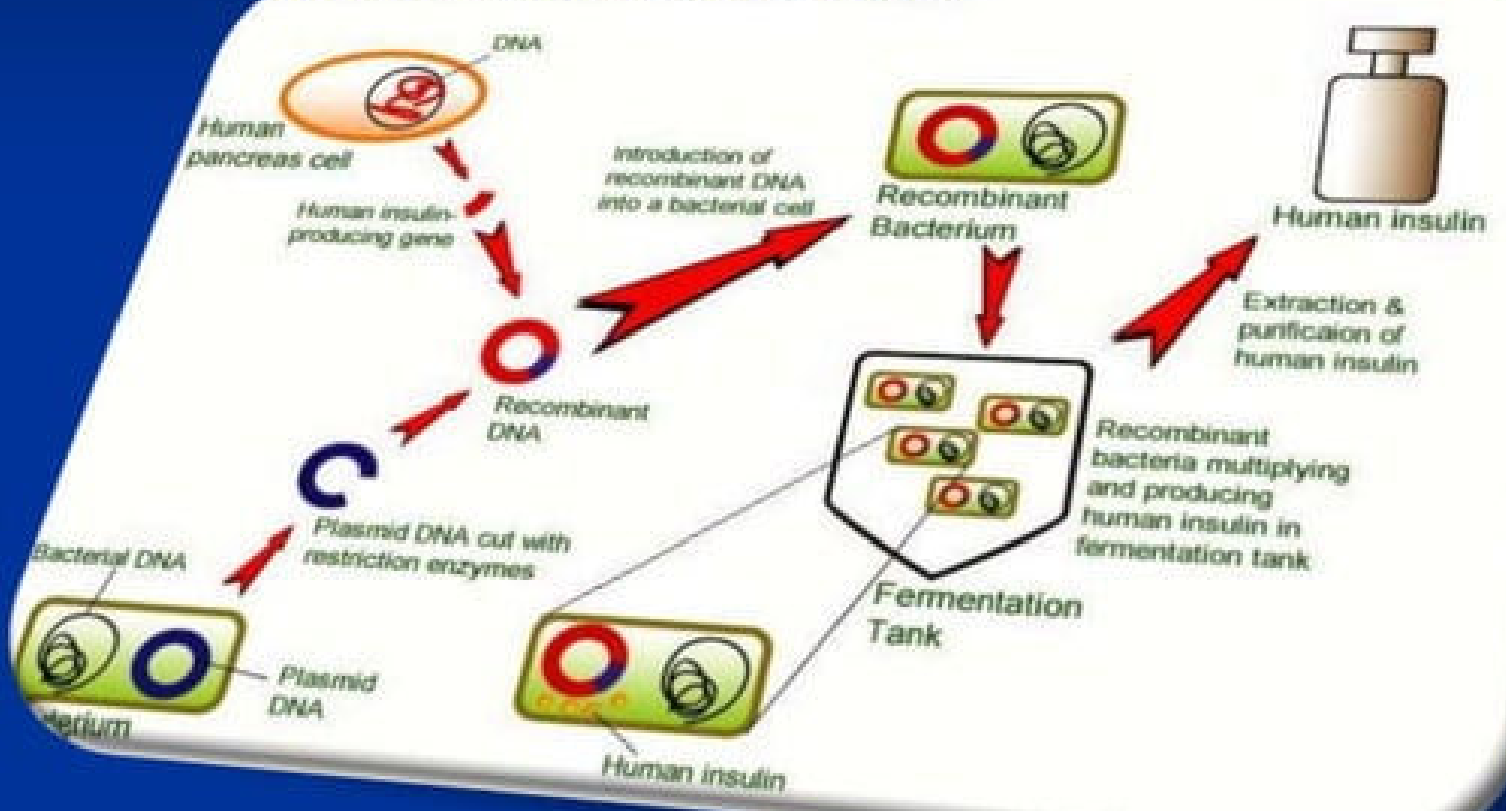 DNA
Human
pancreas cell
Human insulin-
producing gene
Introduction of
recombinant DNA
into a bacterial cell
Recombinant
Bacterium
Human insulin
Extraction &
purificaion of
human insulin
Recombinant
DNA
Plasmid DNA cut with
restriction enzymes
Bacterial DNA
Plasmid
DNA
Recombinant
bacteria multiplying
and producing
human insulin in
fermentation tank
Fermentation
Tank
Human insulin